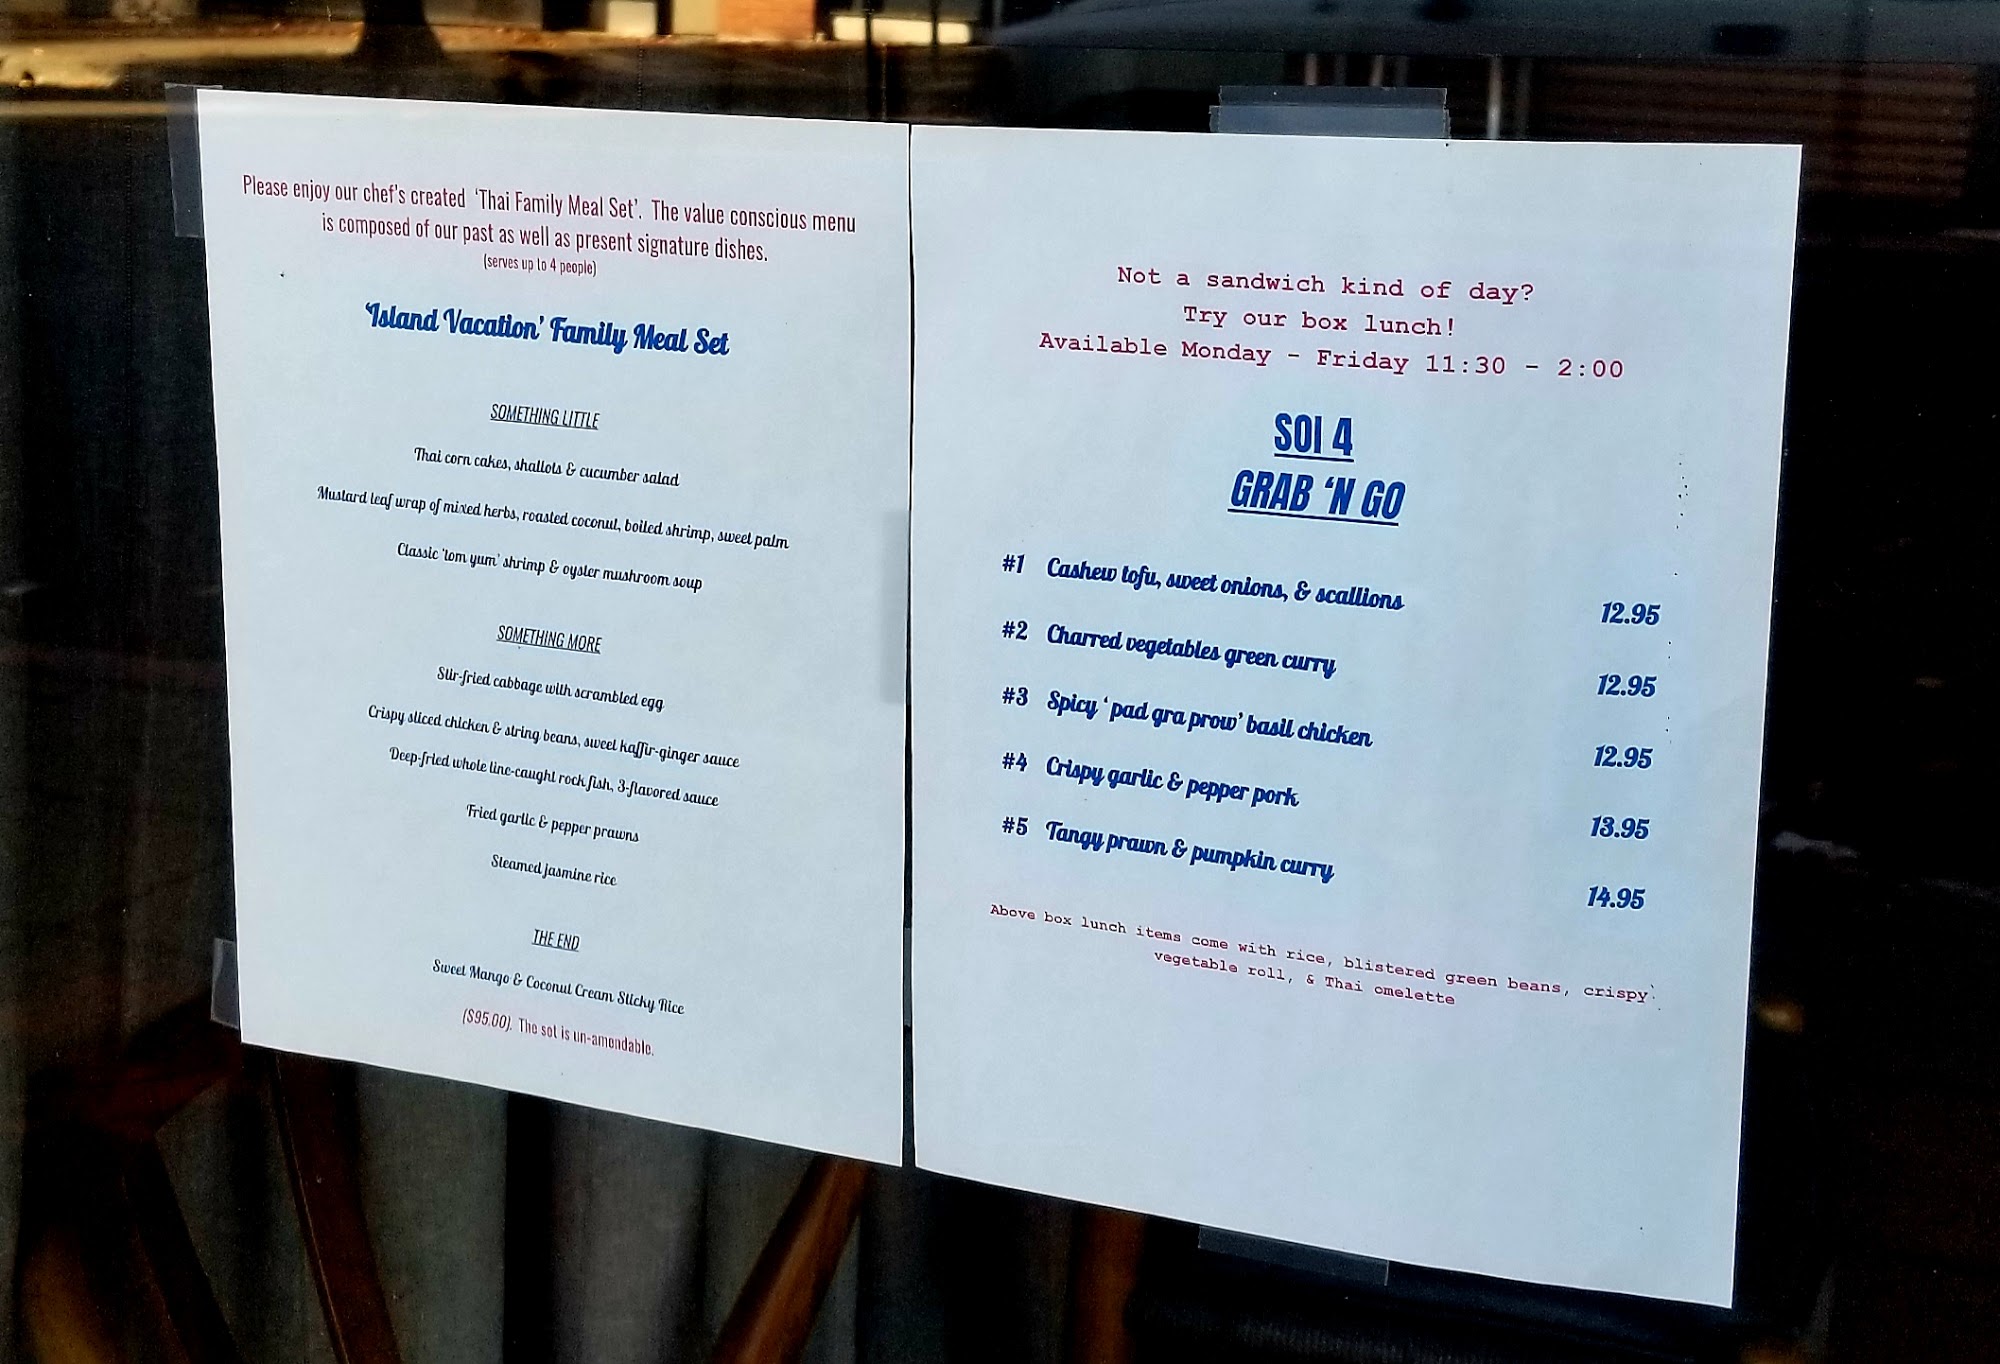 Please enjoy our chef's created 'Thai Family Meal Set'. The value conscious menu
is composed of our past as well as present signature dishes.
(serves up to 4 people)
'Island Vacation' Family Meal Set
SOMETHING LITTLE
Thai corn cakes, shallots & cucumber salad
Mustard leaf wrap of mixed herbs, roasted coconut, boiled shrimp, sweet palm
Classic 'tom yum' shrimp & oyster mushroom soup
SOMETHING MORE
Stir-fried cabbage with scrambled egg
Crispy sliced chicken & string beans, sweet kaffir-ginger sauce
Deep-fried whole line-caught rock fish, 3-flavored sauce
Fried garlic & pepper prawns
Steamed jasmine rice
THE END
Sweet Mango & Coconut Cream Sticky Rice
($95.00). The set is un-amendable.
Not a sandwich kind of day?
Try our box lunch!
Available Monday - Friday 11:30 - 2:00
SOI 4
GRAB 'N GO
#1 Cashew tofu, sweet onions, & scallions 12.95
#2 Charred vegetables green curry 12.95
#3 Spicy 'pad gra prow' basil chicken 12.95
#4 Crispy garlic & pepper pork 13.95
#5 Tangy prawn & pumpkin curry 14.95
Above box lunch items come with rice, blistered green beans, crispy
vegetable roll, & Thai omelette